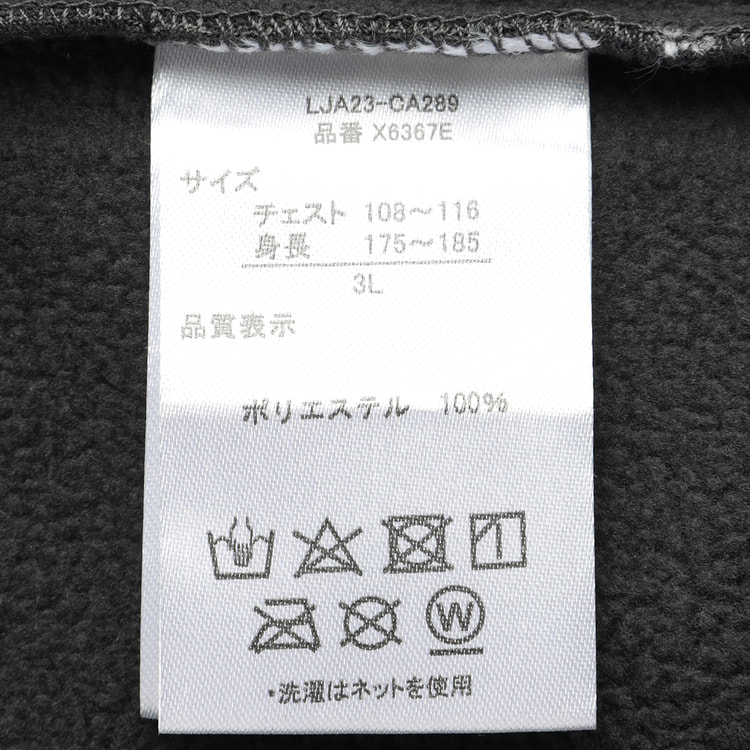 LJA23-CA289
品番 X6367E
サイズ
チェスト 108〜116
身長 175〜185
3L
品質表示
ポリエステル 100%
W
・洗濯はネットを使用